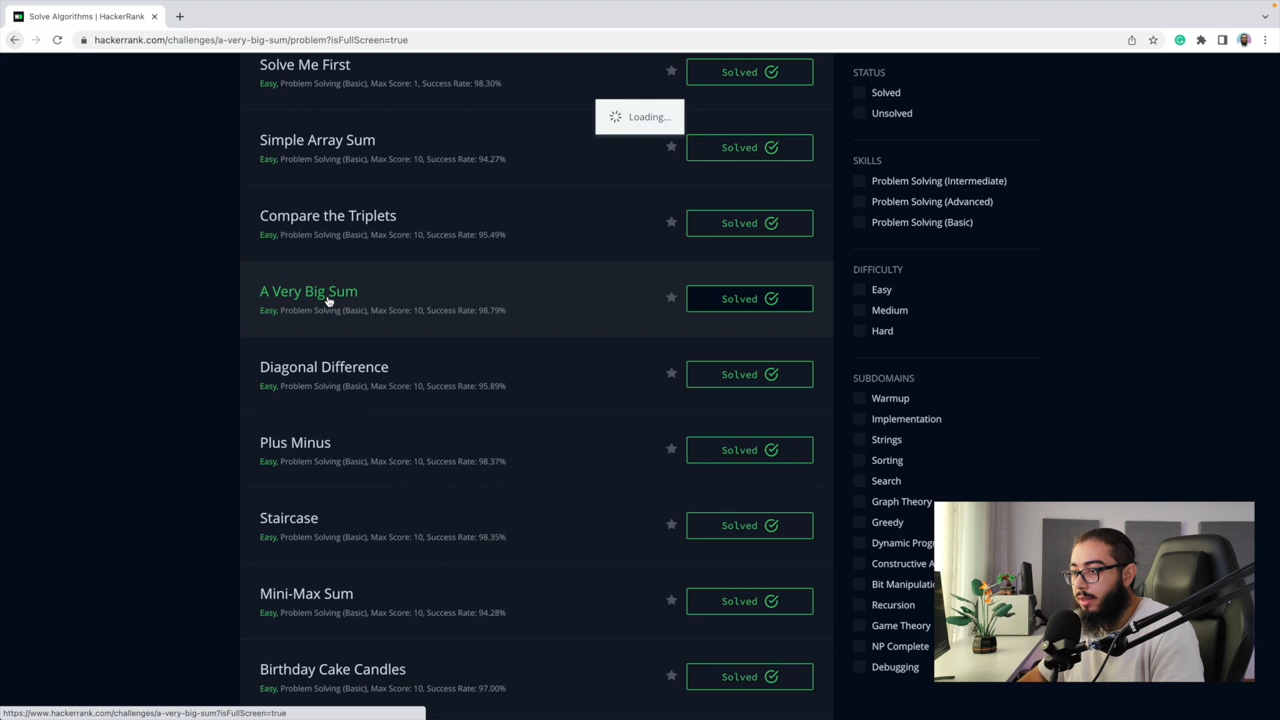 Solve Algorithms | HackerRank
hackerrank.com/challenges/a-very-big-sum/problem?isFullScreen=true
Solve Me First
Easy, Problem Solving (Basic), Max Score: 1, Success Rate: 98.30%
Solved
Loading...
Simple Array Sum
Easy, Problem Solving (Basic), Max Score: 10, Success Rate: 94.27%
Solved
Compare the Triplets
Easy, Problem Solving (Basic), Max Score: 10, Success Rate: 95.49%
Solved
A Very Big Sum
Easy, Problem Solving (Basic), Max Score: 10, Success Rate: 98.79%
Solved
Diagonal Difference
Easy, Problem Solving (Basic), Max Score: 10, Success Rate: 95.89%
Solved
Plus Minus
Easy, Problem Solving (Basic), Max Score: 10, Success Rate: 98.37%
Solved
Staircase
Easy, Problem Solving (Basic), Max Score: 10, Success Rate: 98.35%
Solved
Mini-Max Sum
Easy, Problem Solving (Basic), Max Score: 10, Success Rate: 94.28%
Solved
Birthday Cake Candles
Easy, Problem Solving (Basic), Max Score: 10, Success Rate: 97.00%
Solved
STATUS
Solved
Unsolved
SKILLS
Problem Solving (Intermediate)
Problem Solving (Advanced)
Problem Solving (Basic)
DIFFICULTY
Easy
Medium
Hard
SUBDOMAINS
Warmup
Implementation
Strings
Sorting
Search
Graph Theory
Greedy
Dynamic Progr
Constructive A
Bit Manipulatio
Recursion
Game Theory
NP Complete
Debugging
https://www.hackerrank.com/challenges/a-very-big-sum?isFullScreen=true